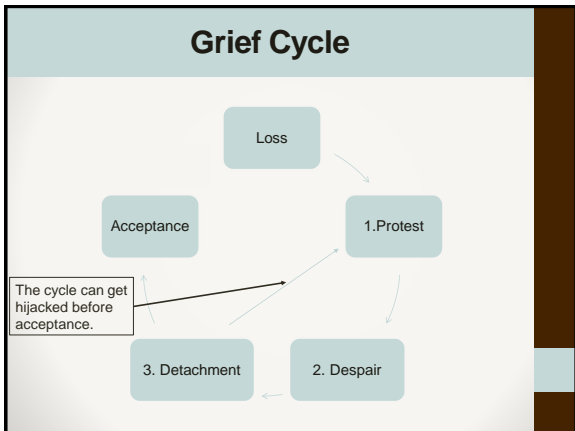 Grief Cycle
Loss
1.Protest
2. Despair
3. Detachment
Acceptance
The cycle can get
hijacked before
acceptance.